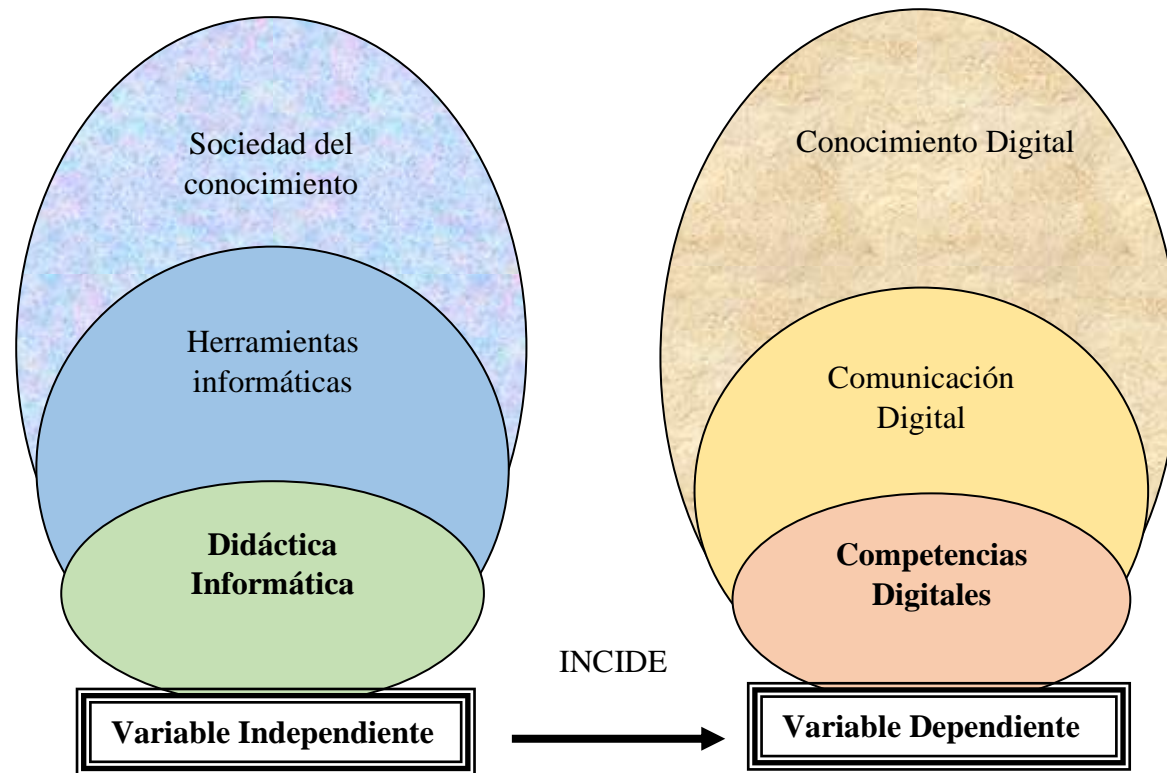 Sociedad del
conocimiento
Herramientas
informáticas
Didáctica
Informática
Variable Independiente
INCIDE
Conocimiento Digital
Comunicación
Digital
Competencias
Digitales
Variable Dependiente